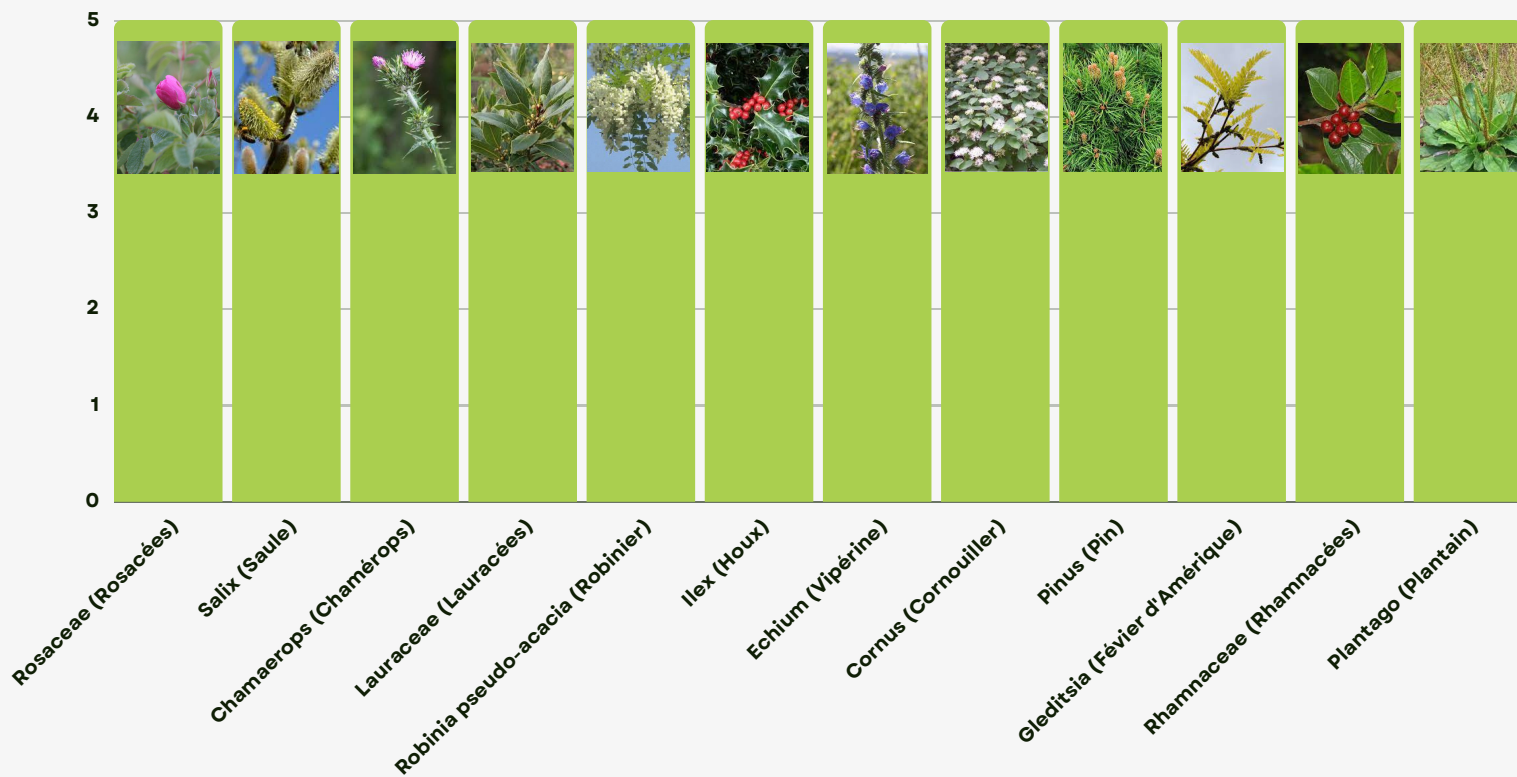 5
4
3
2
1
0
Rosaceae (Rosacées)
Salix (Saule)
Chamaerops (Chamérops)
Lauraceae (Lauracées)
Robinia pseudo-acacia (Robinier)
Ilex (Houx)
Echium (Vipérine)
Cornus (Cornouiller)
Pinus (Pin)
Gleditsia (Févier d'Amérique)
Rhamnaceae (Rhamnacées)
Plantago (Plantain)